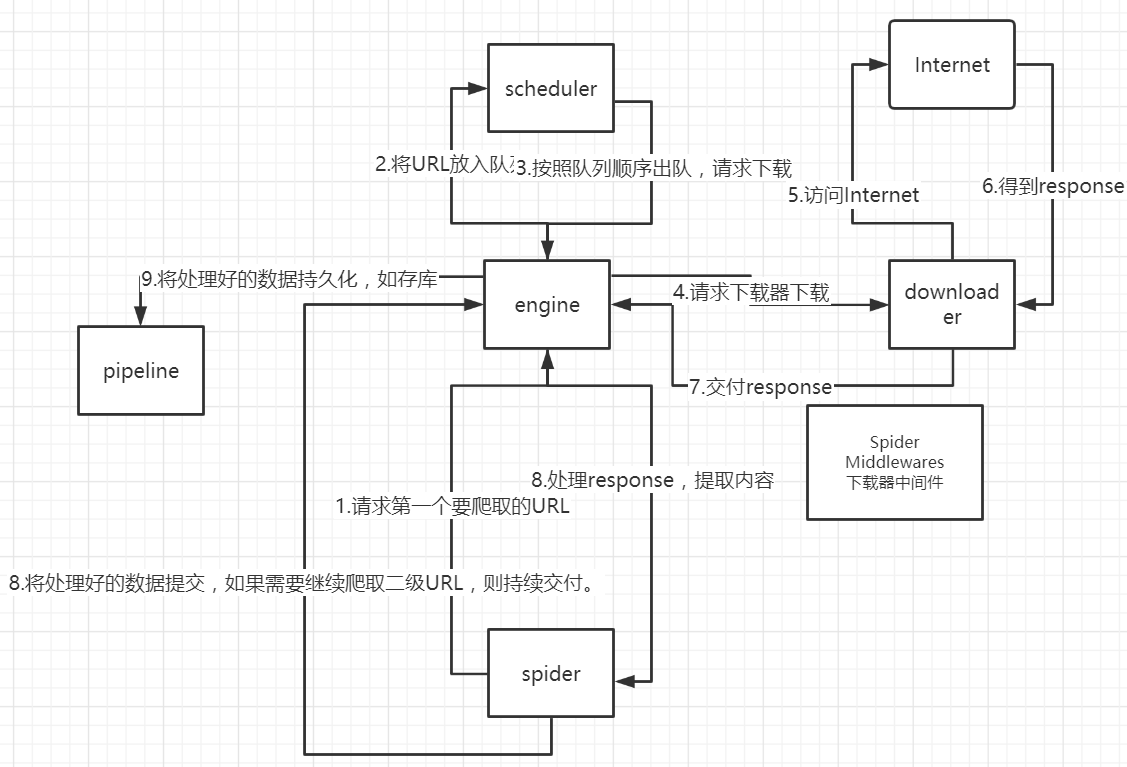 Internet
scheduler
2.将URL放入队
3.按照队列顺序出队，请求下载
5.访问Internet
6.得到response
9.将处理好的数据持久化，如存库
4.请求下载器下载
engine
download
er
pipeline
7.交付response
Spider
Middlewares
下载器中间件
8.处理response，提取内容
1.请求第一个要爬取的URL
8.将处理好的数据提交，如果需要继续爬取二级URL，则持续交付。
spider